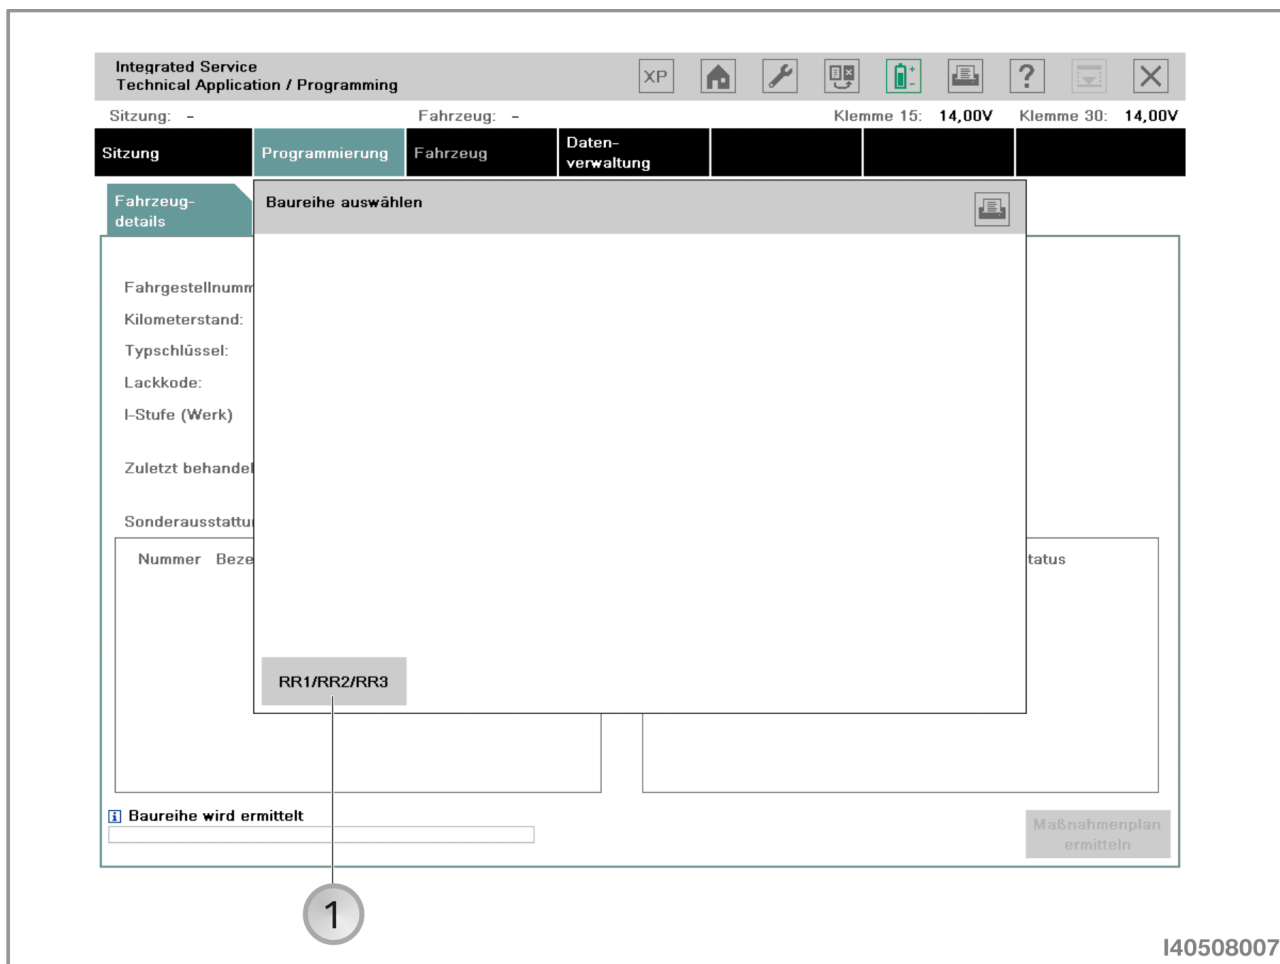 Integrated Service
Technical Application / Programming
XP
?
Sitzung: -
Fahrzeug: -
Klemme 15: 14,00V
Klemme 30: 14,00V
Sitzung
Programmierung
Fahrzeug
Daten-
verwaltung
Fahrzeug-
details
Baureihe auswählen
Fahrgestellnumm
Kilometerstand:
Typschlüssel:
Lackkode:
I-Stufe (Werk)
Zuletzt behandel
Sonderausstattu
Nummer Beze
tatus
RR1/RR2/RR3
i Baureihe wird ermittelt
Maßnahmenplan
ermitteln
1
I40508007